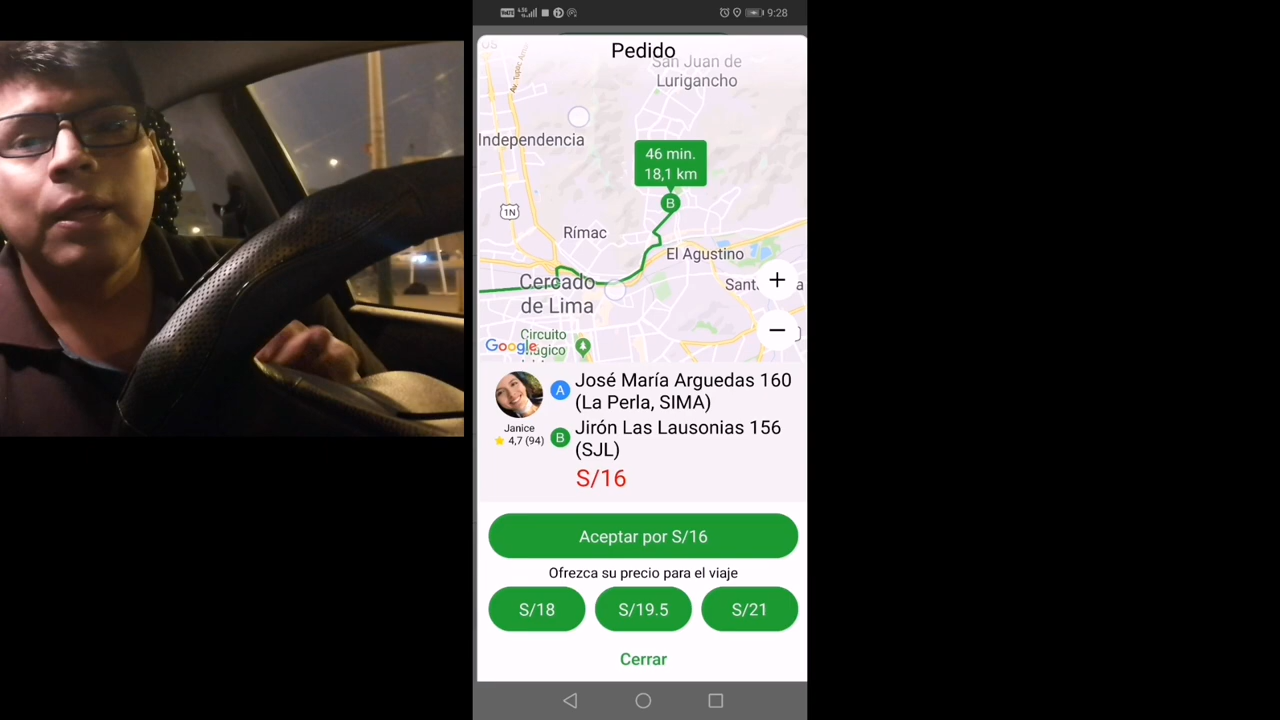 9:28
Pedido
San Juan de
Lurigancho
Independencia
46 min.
18,1 km
B
1N
Rímac
El Agustino
Cercado
de Lima
+
Circuito
−
Google
A
José María Arguedas 160
(La Perla, SIMA)
Janice
4,7 (94)
B
Jirón Las Lausonias 156
(SJL)
S/16
Aceptar por S/16
Ofrezca su precio para el viaje
S/18
S/19.5
S/21
Cerrar